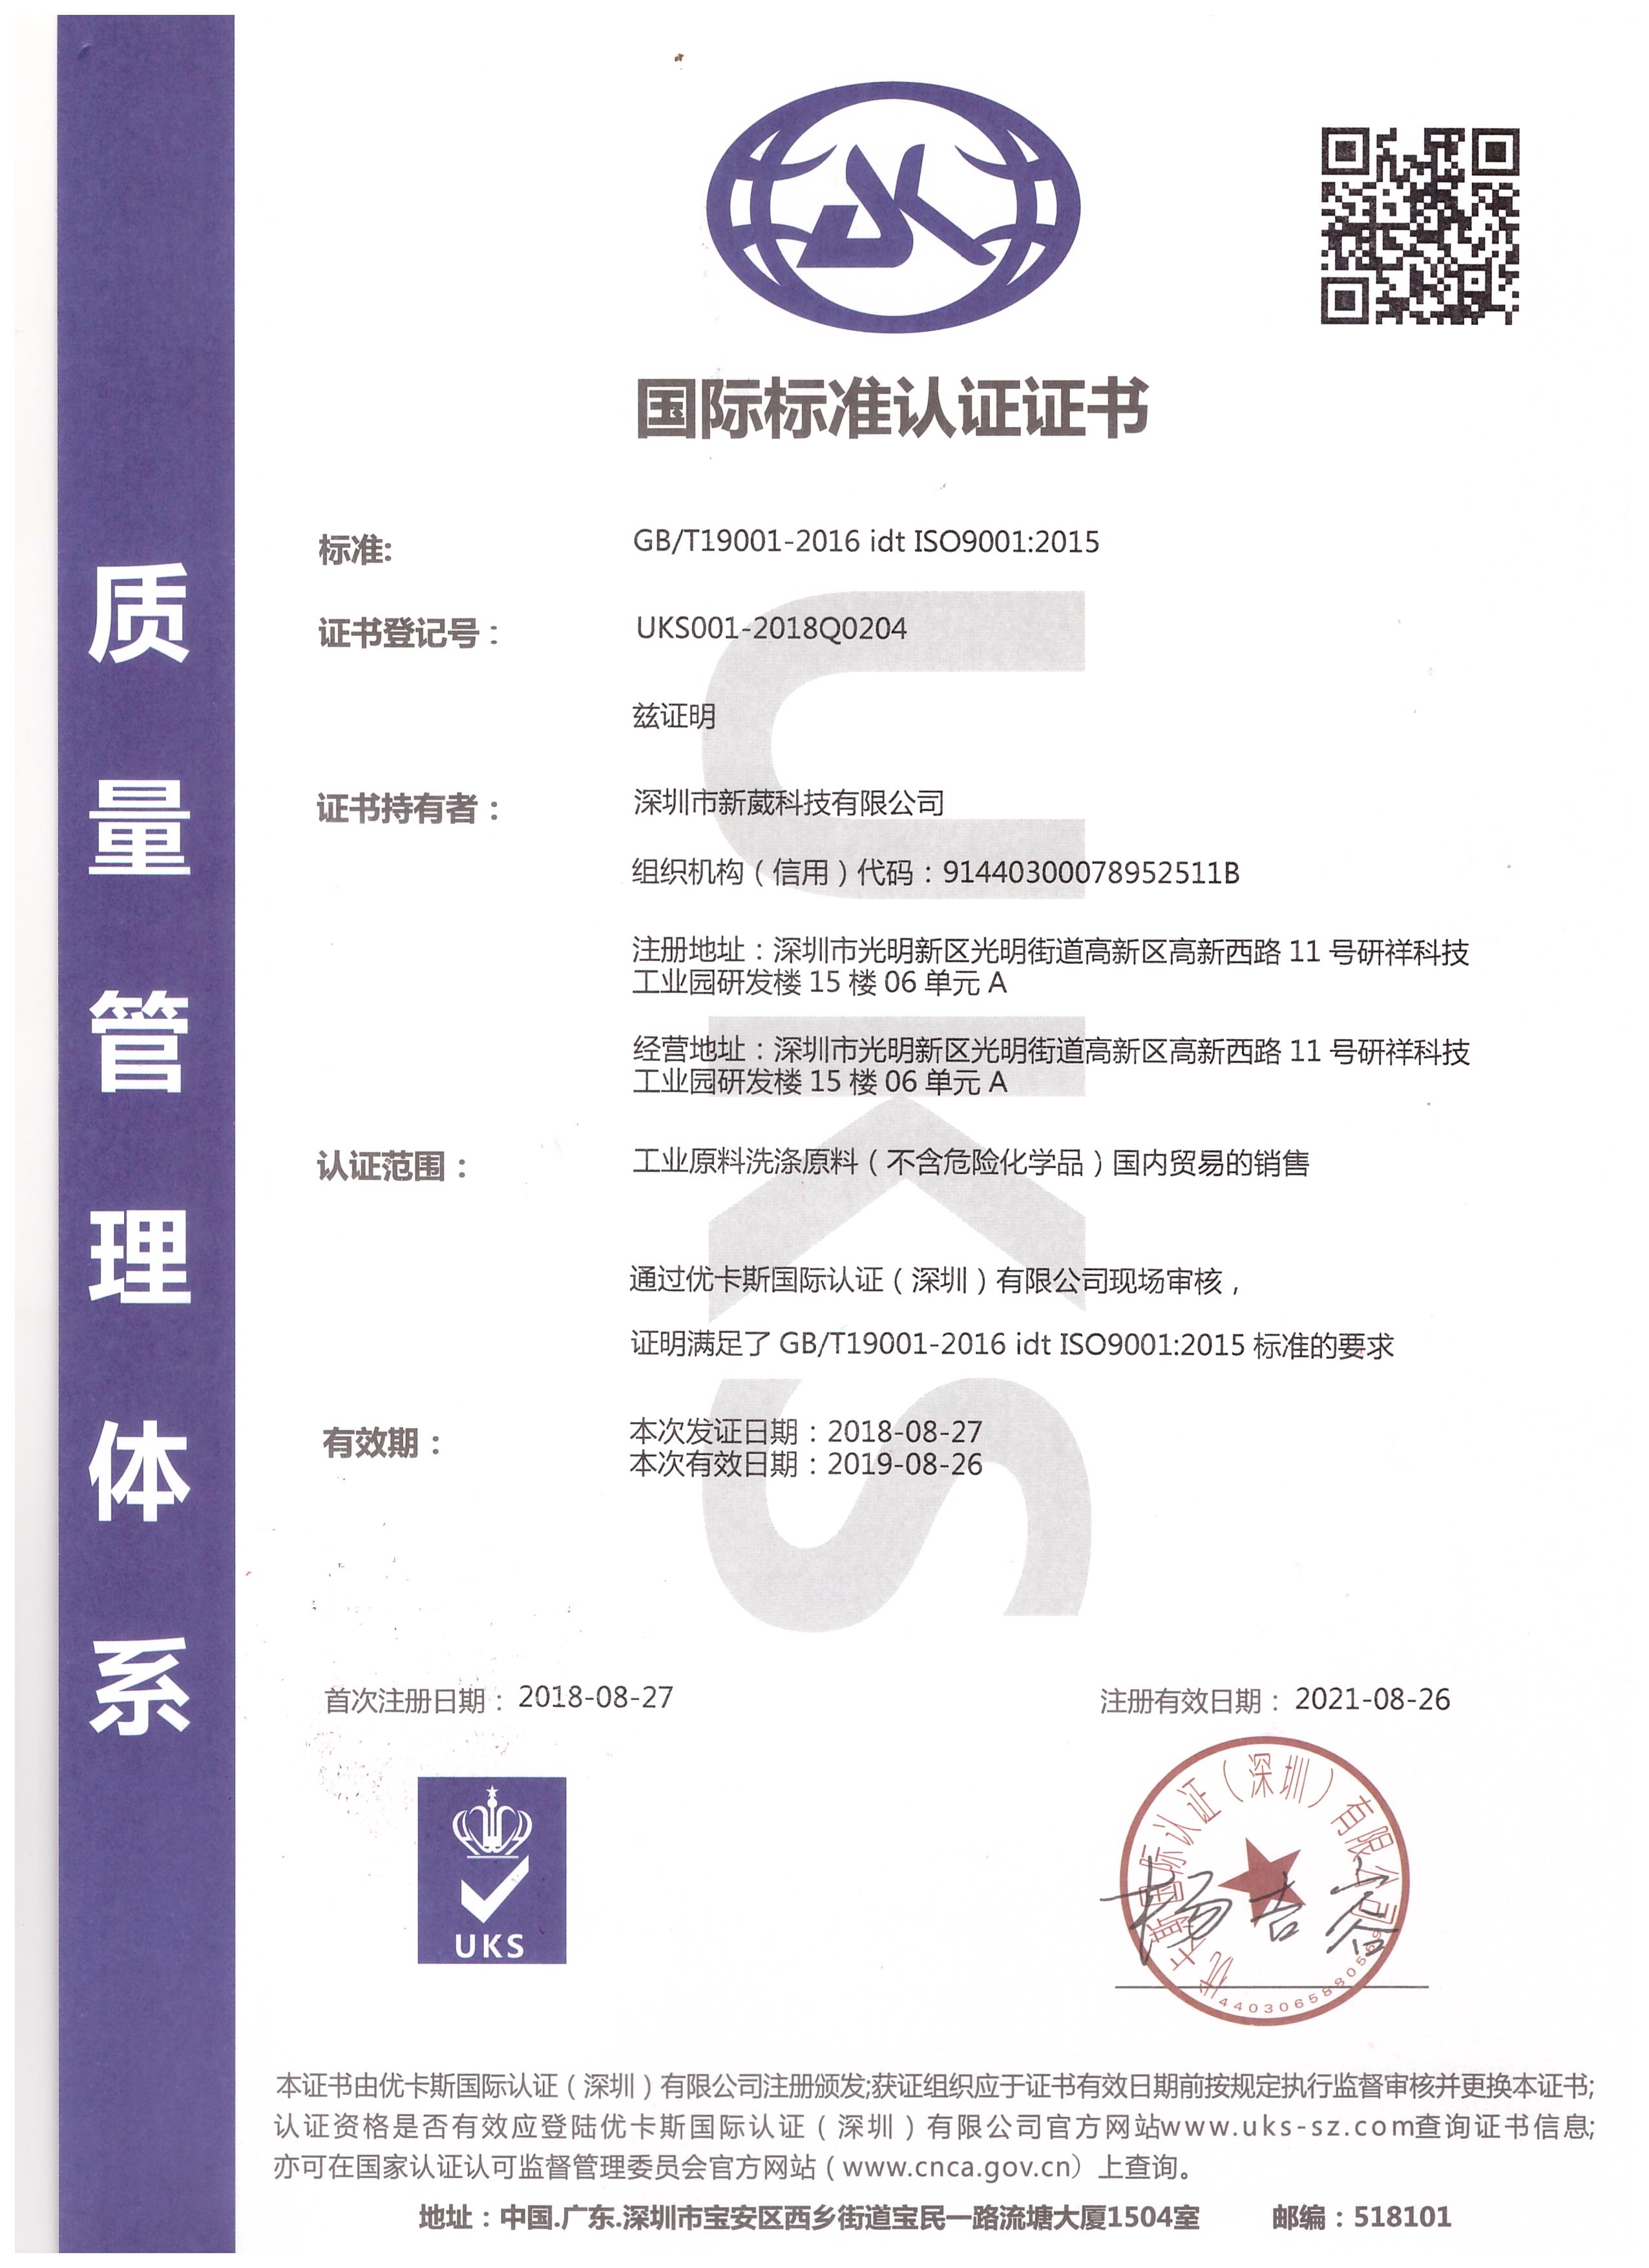 国际标准认证证书
标准: GB/T19001-2016 idt ISO9001:2015
证书登记号： UKS001-2018Q0204
兹证明
证书持有者： 深圳市新葳科技有限公司
组织机构（信用）代码：91440300078952511B
注册地址：深圳市光明新区光明街道高新区高新西路 11 号研祥科技
工业园研发楼 15 楼 06 单元 A
经营地址：深圳市光明新区光明街道高新区高新西路 11 号研祥科技
工业园研发楼 15 楼 06 单元 A
认证范围： 工业原料洗涤原料（不含危险化学品）国内贸易的销售
通过优卡斯国际认证（深圳）有限公司现场审核，
证明满足了 GB/T19001-2016 idt ISO9001:2015 标准的要求
有效期： 本次发证日期：2018-08-27
本次有效日期：2019-08-26
首次注册日期： 2018-08-27 注册有效日期： 2021-08-26
质量管理体系
UKS
UKS
优卡斯国际认证（深圳）有限公司
本证书由优卡斯国际认证（深圳）有限公司注册颁发;获证组织应于证书有效日期前按规定执行监督审核并更换本证书;
认证资格是否有效应登陆优卡斯国际认证（深圳）有限公司官方网站www.uks-sz.com查询证书信息;
亦可在国家认证认可监督管理委员会官方网站（www.cnca.gov.cn）上查询。
地址：中国.广东.深圳市宝安区西乡街道宝民一路流塘大厦1504室 邮编：518101